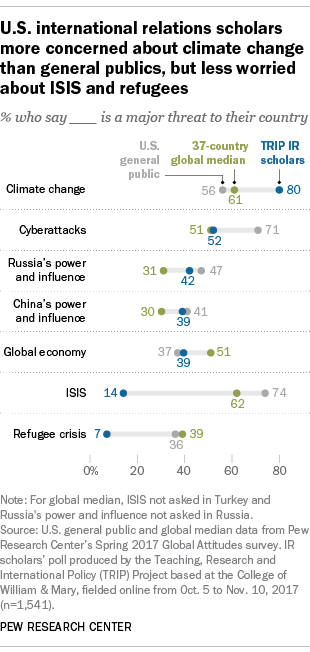 U.S. international relations scholars
more concerned about climate change
than general publics, but less worried
about ISIS and refugees
% who say ____ is a major threat to their country
U.S. general public
37-country global median
TRIP IR scholars
Climate change 56 61 80
Cyberattacks 51 52 71
Russia's power and influence 31 42 47
China's power and influence 30 39 41
Global economy 37 39 51
ISIS 14 62 74
Refugee crisis 7 36 39
0% 20 40 60 80
Note: For global median, ISIS not asked in Turkey and
Russia's power and influence not asked in Russia.
Source: U.S. general public and global median data from Pew
Research Center's Spring 2017 Global Attitudes survey. IR
scholars' poll produced by the Teaching, Research and
International Policy (TRIP) Project based at the College of
William & Mary, fielded online from Oct. 5 to Nov. 10, 2017
(n=1,541).
PEW RESEARCH CENTER